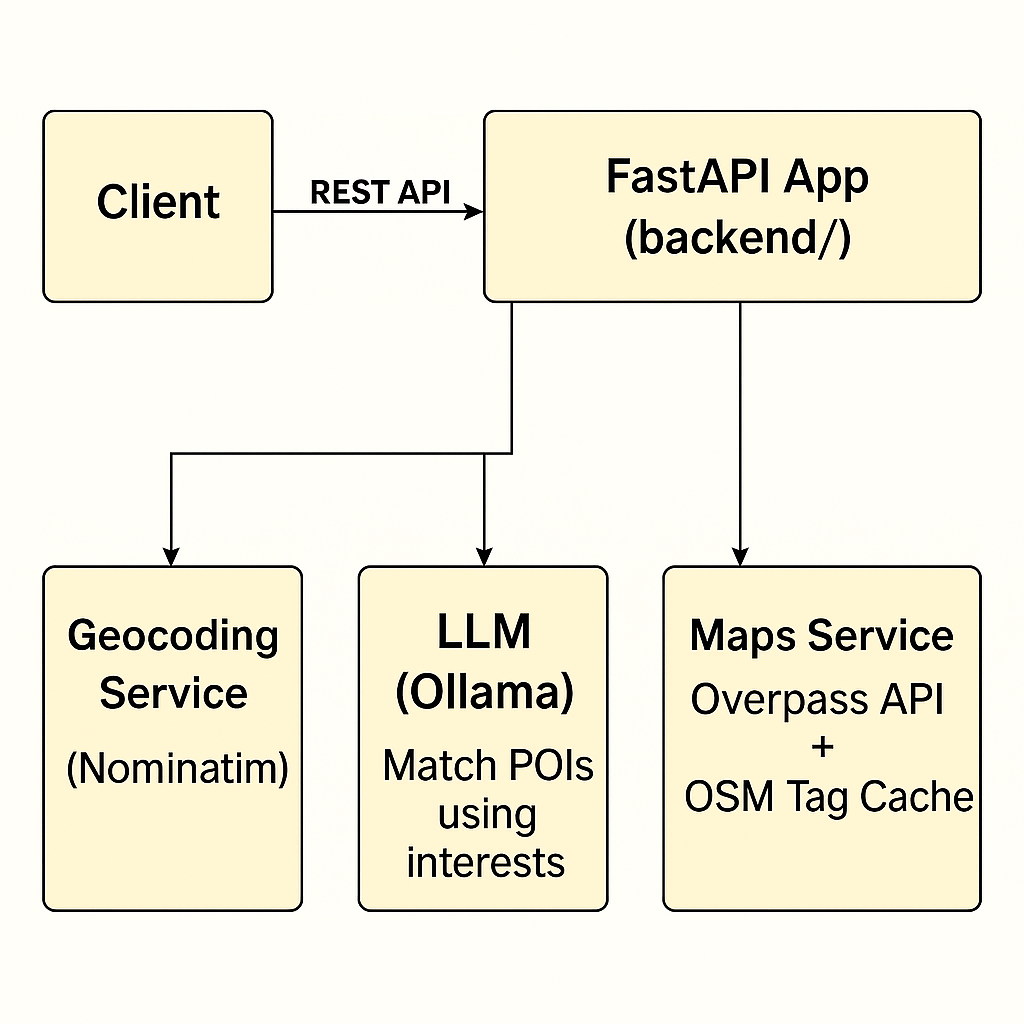 Client
REST API
FastAPI App
(backend/)
Geocoding
Service
(Nominatim)
LLM
(Ollama)
Match POIs
using
interests
Maps Service
Overpass API
+
OSM Tag Cache